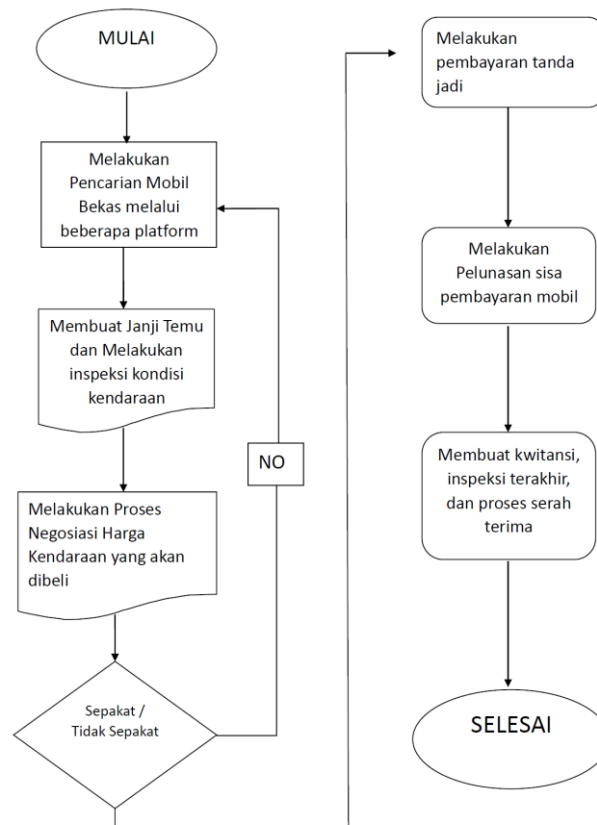 MULAI
Melakukan
Pencarian Mobil
Bekas melalui
beberapa platform
Membuat Janji Temu
dan Melakukan
inspeksi kondisi
kendaraan
NO
Melakukan Proses
Negosiasi Harga
Kendaraan yang akan
dibeli
Sepakat /
Tidak Sepakat
Melakukan
pembayaran tanda
jadi
Melakukan
Pelunasan sisa
pembayaran mobil
Membuat kwitansi,
inspeksi terakhir,
dan proses serah
terima
SELESAI